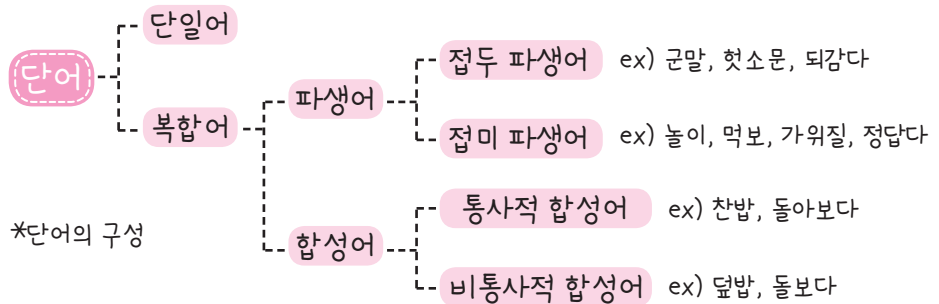 단어
단일어
복합어
파생어
접두 파생어 ex) 군말, 헛소문, 되감다
접미 파생어 ex) 놀이, 먹보, 가위질, 정답다
합성어
통사적 합성어 ex) 찬밥, 돌아보다
비통사적 합성어 ex) 덮밥, 돌보다
*단어의 구성